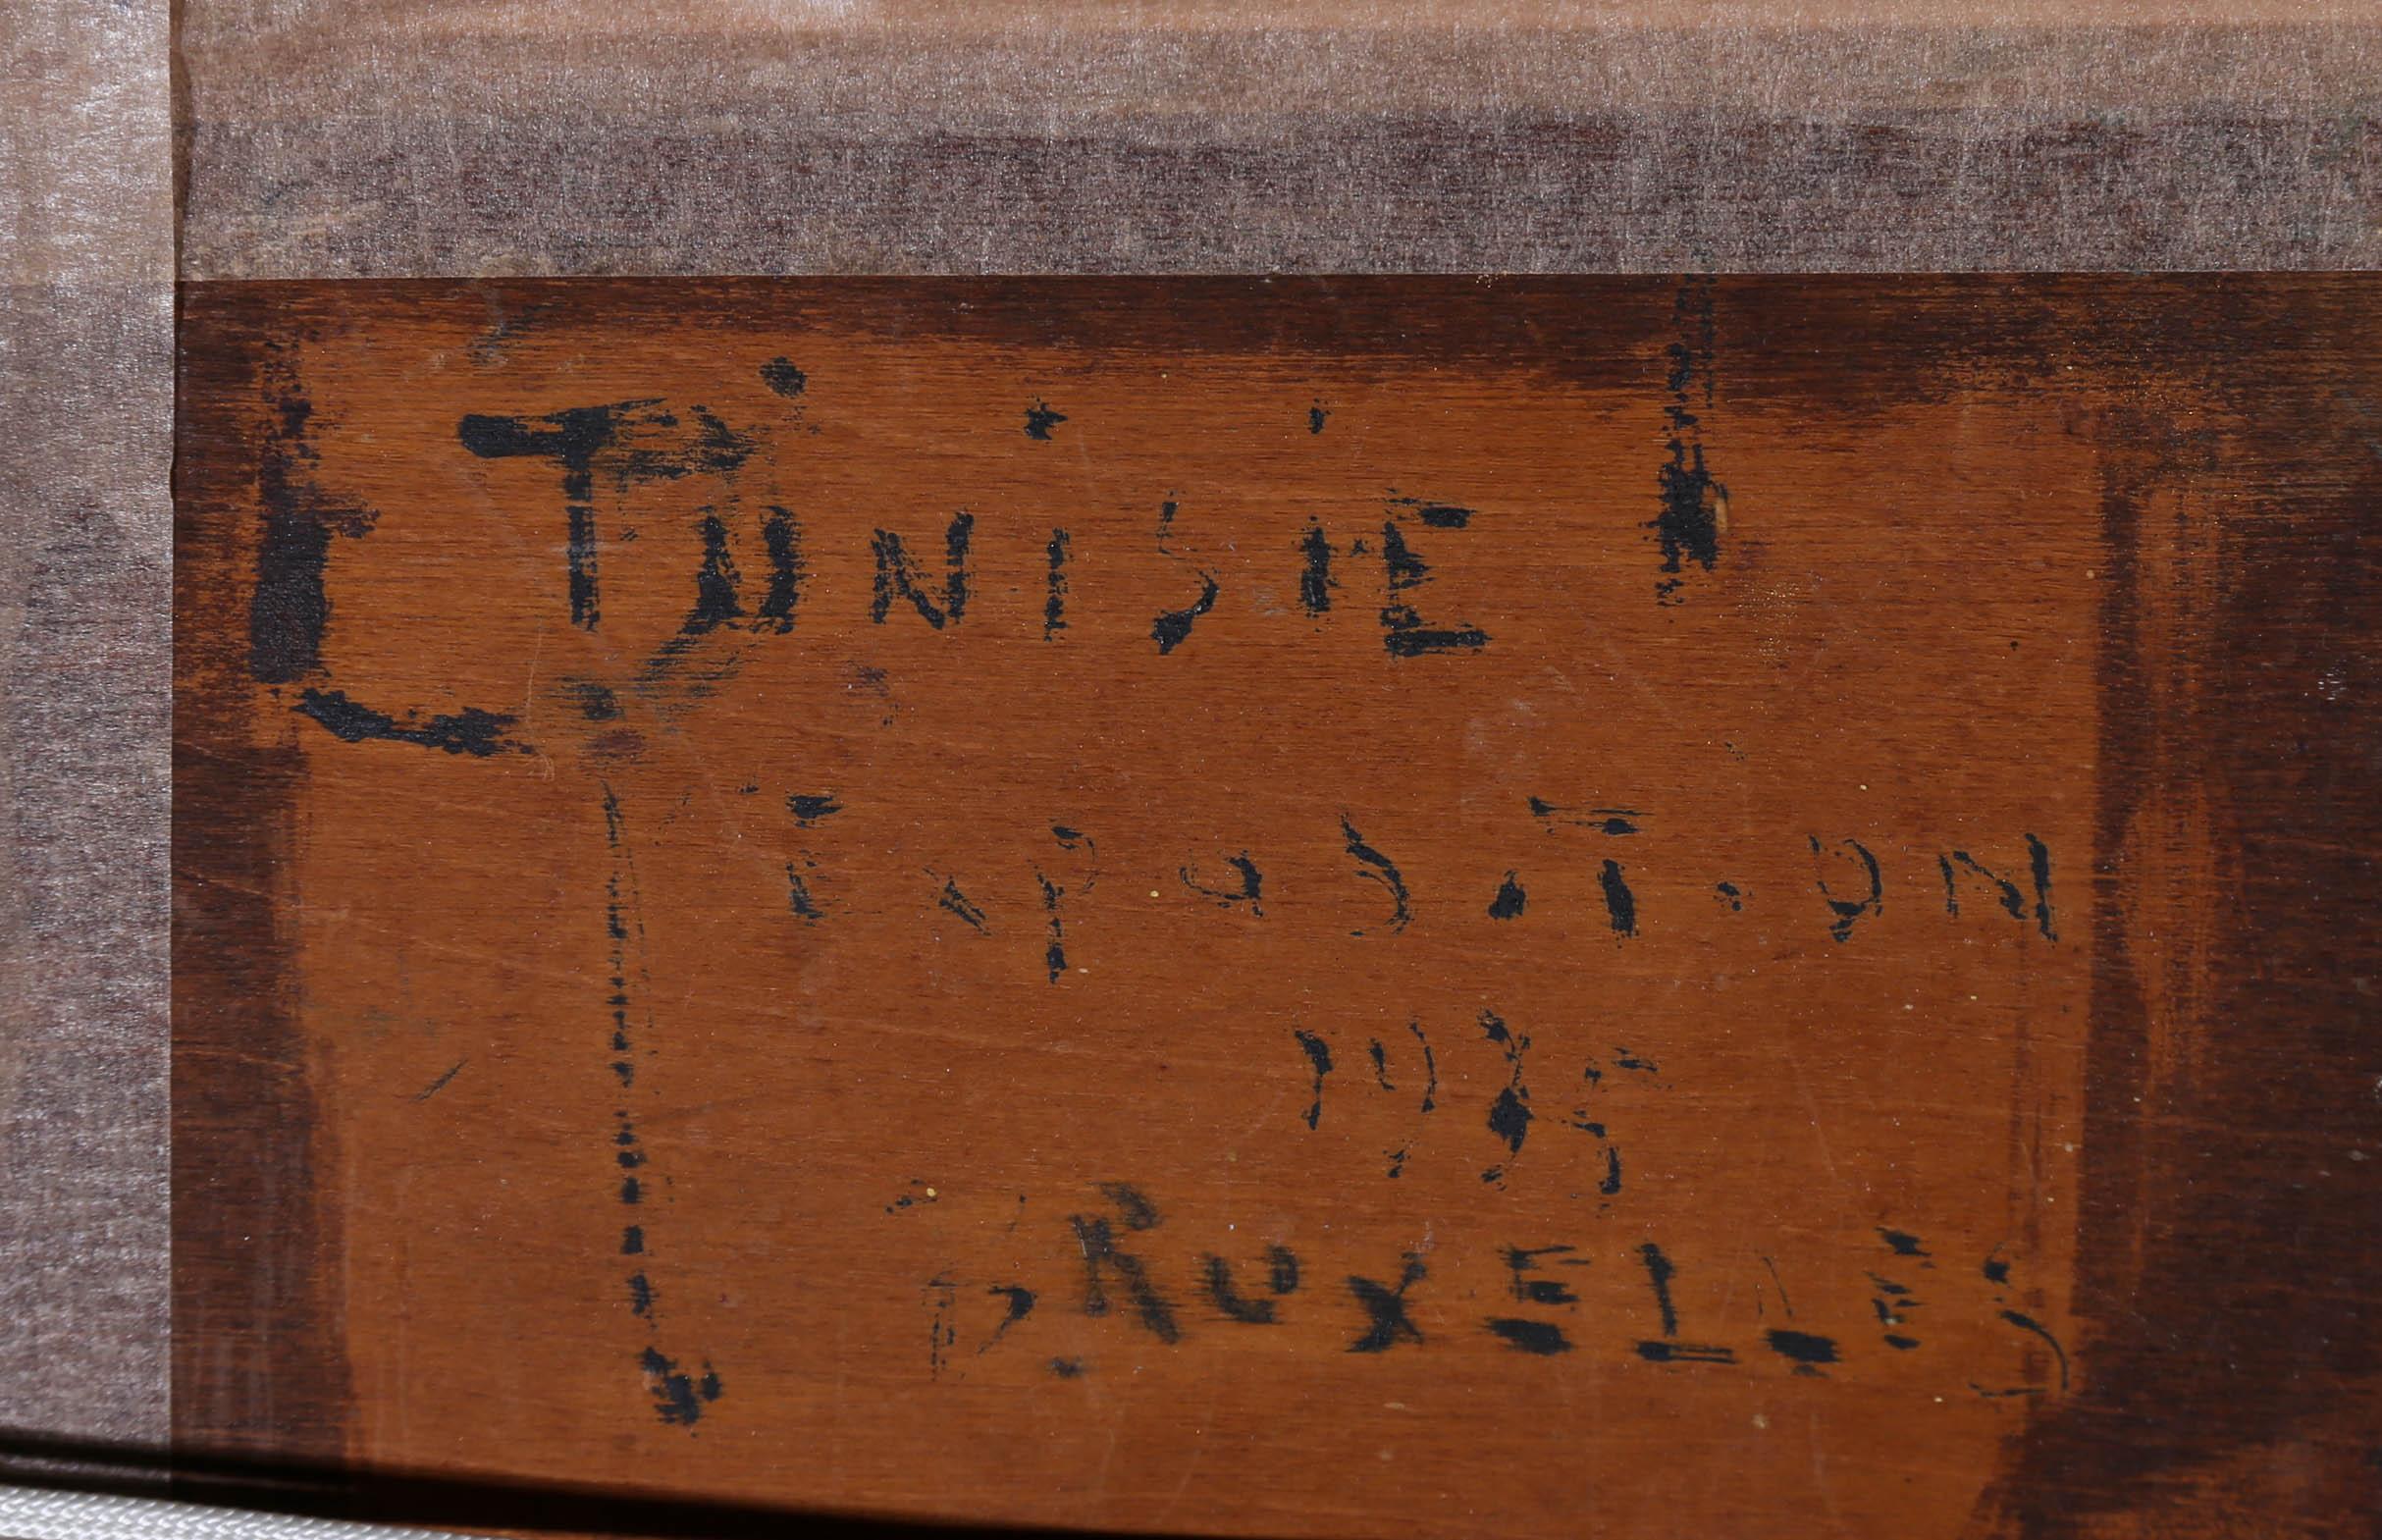 TUNISIE
EXPOSITION
1935
BRUXELLES